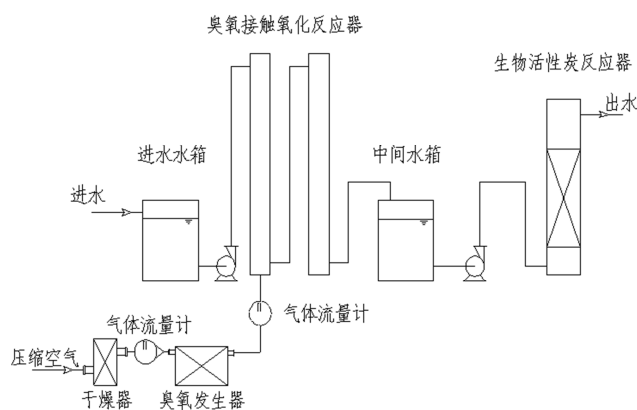 臭氧接触氧化反应器
生物活性炭反应器
出水
进水水箱
中间水箱
进水
气体流量计
气体流量计
压缩空气
干燥器
臭氧发生器